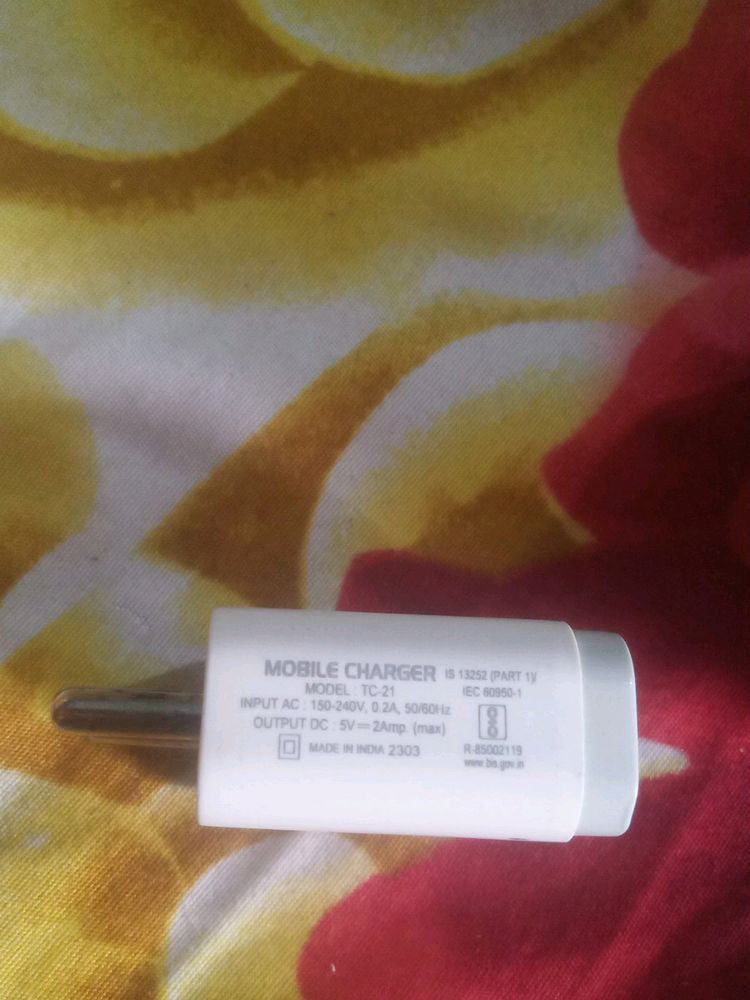 MOBILE CHARGER
MODEL : TC-21
INPUT AC : 150-240V, 0.2A, 50/60Hz
OUTPUT DC : 5V⎓2Amp. (max)
MADE IN INDIA 2303
IS 13252 (PART 1)/
IEC 60950-1
R-85002119
www.bis.gov.in